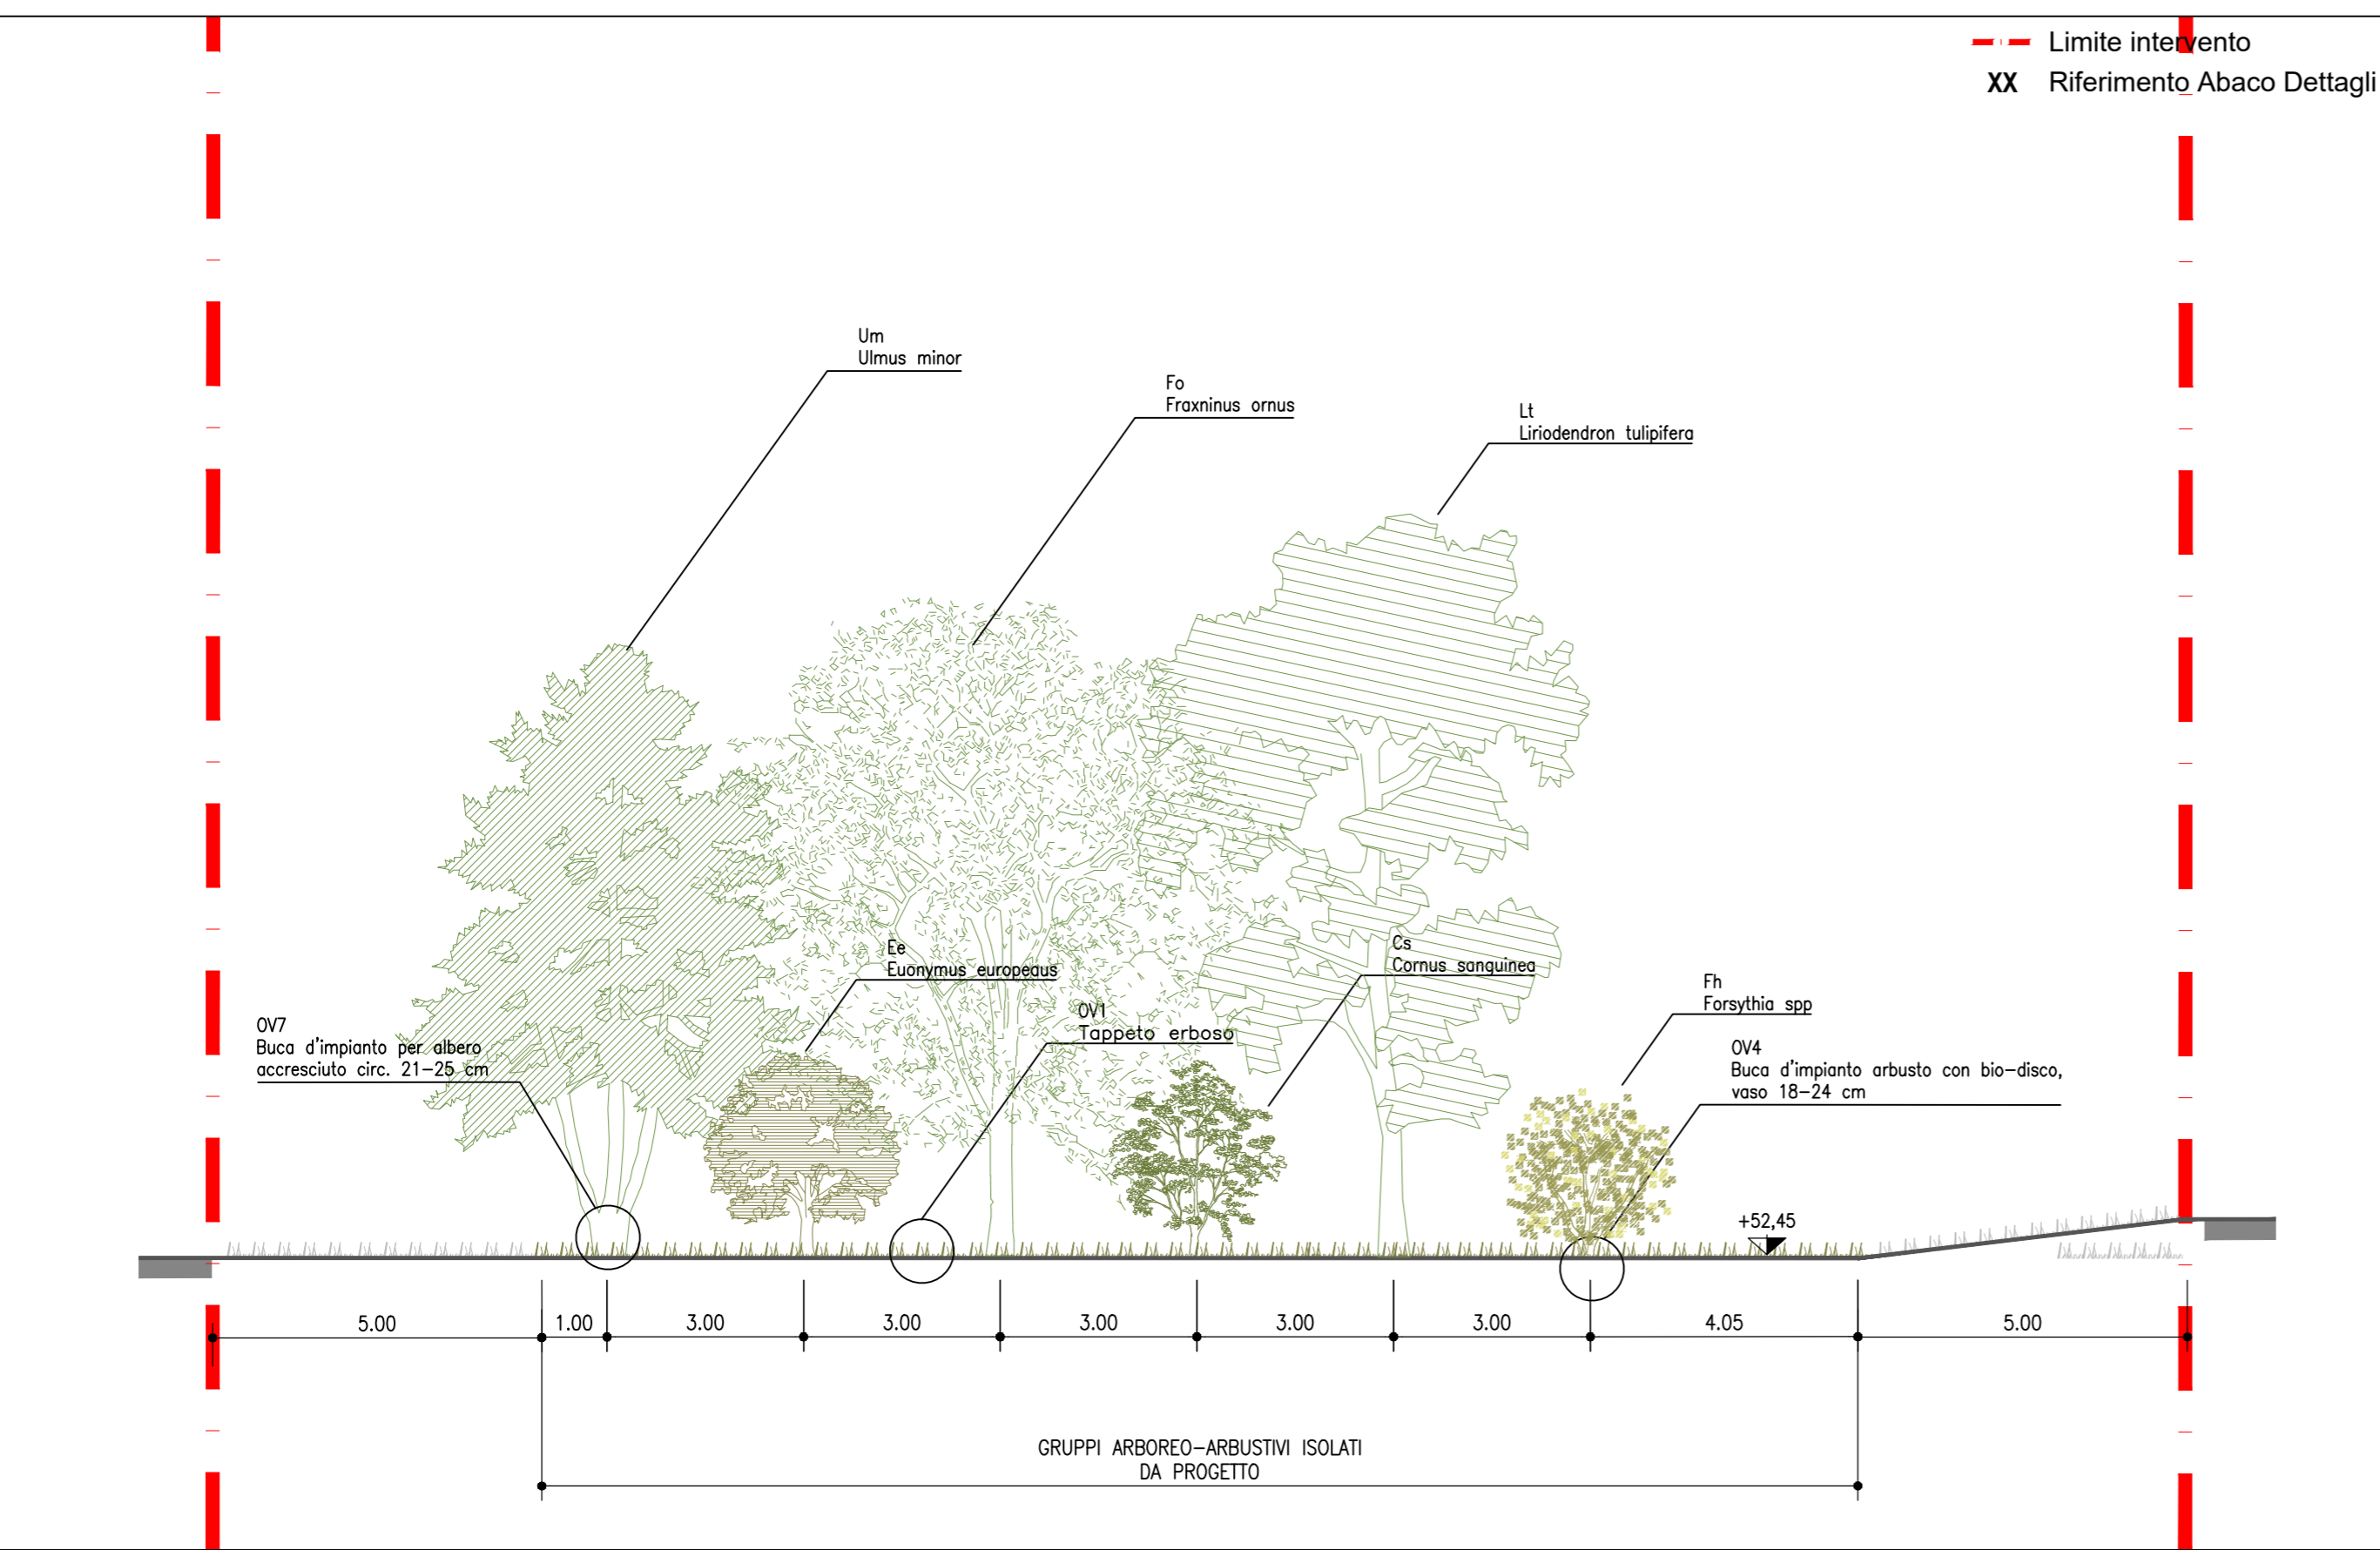 Limite intervento
XX Riferimento Abaco Dettagli
Um
Ulmus minor
Fo
Fraxninus ornus
Lt
Liriodendron tulipifera
Ee
Euonymus europeaus
Cs
Cornus sanguinea
Fh
Forsythia spp
OV1
Tappeto erboso
OV7
Buca d'impianto per albero
accresciuto circ. 21-25 cm
OV4
Buca d'impianto arbusto con bio-disco,
vaso 18-24 cm
+52,45
5.00 1.00 3.00 3.00 3.00 3.00 3.00 4.05 5.00
GRUPPI ARBOREO-ARBUSTIVI ISOLATI
DA PROGETTO